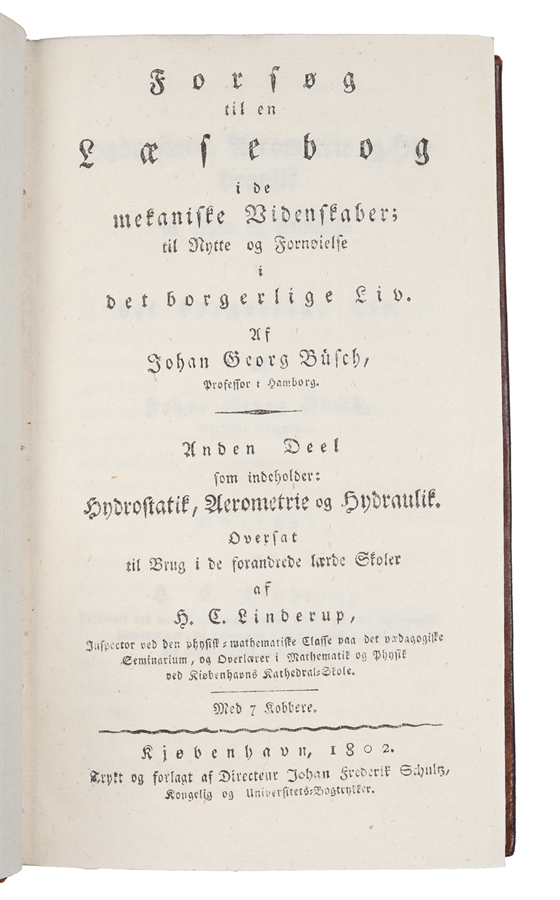 Forsøg
til en
Læsebog
i de
mekaniske Videnskaber;
til Nytte og Fornøielse
i
det borgerlige Liv.
Af
Johan Georg Büsch,
Professor i Hamborg.
Anden Deel
som indeholder:
Hydrostatik, Aerometrie og Hydraulik.
Oversat
til Brug i de forandrede lærde Skoler
af
H. C. Linderup,
Inspector ved den physisk-mathematiske Classe paa det pædagogiske
Seminarium, og Overlærer i Mathematik og Physik
ved Kiøbenhavns Kathedral-Skole.
Med 7 Kobbere.
Kjøbenhavn, 1802.
Trykt og forlagt af Directeur Johan Frederik Schultz,
Kongelig og Universitets-Bogtrykker.